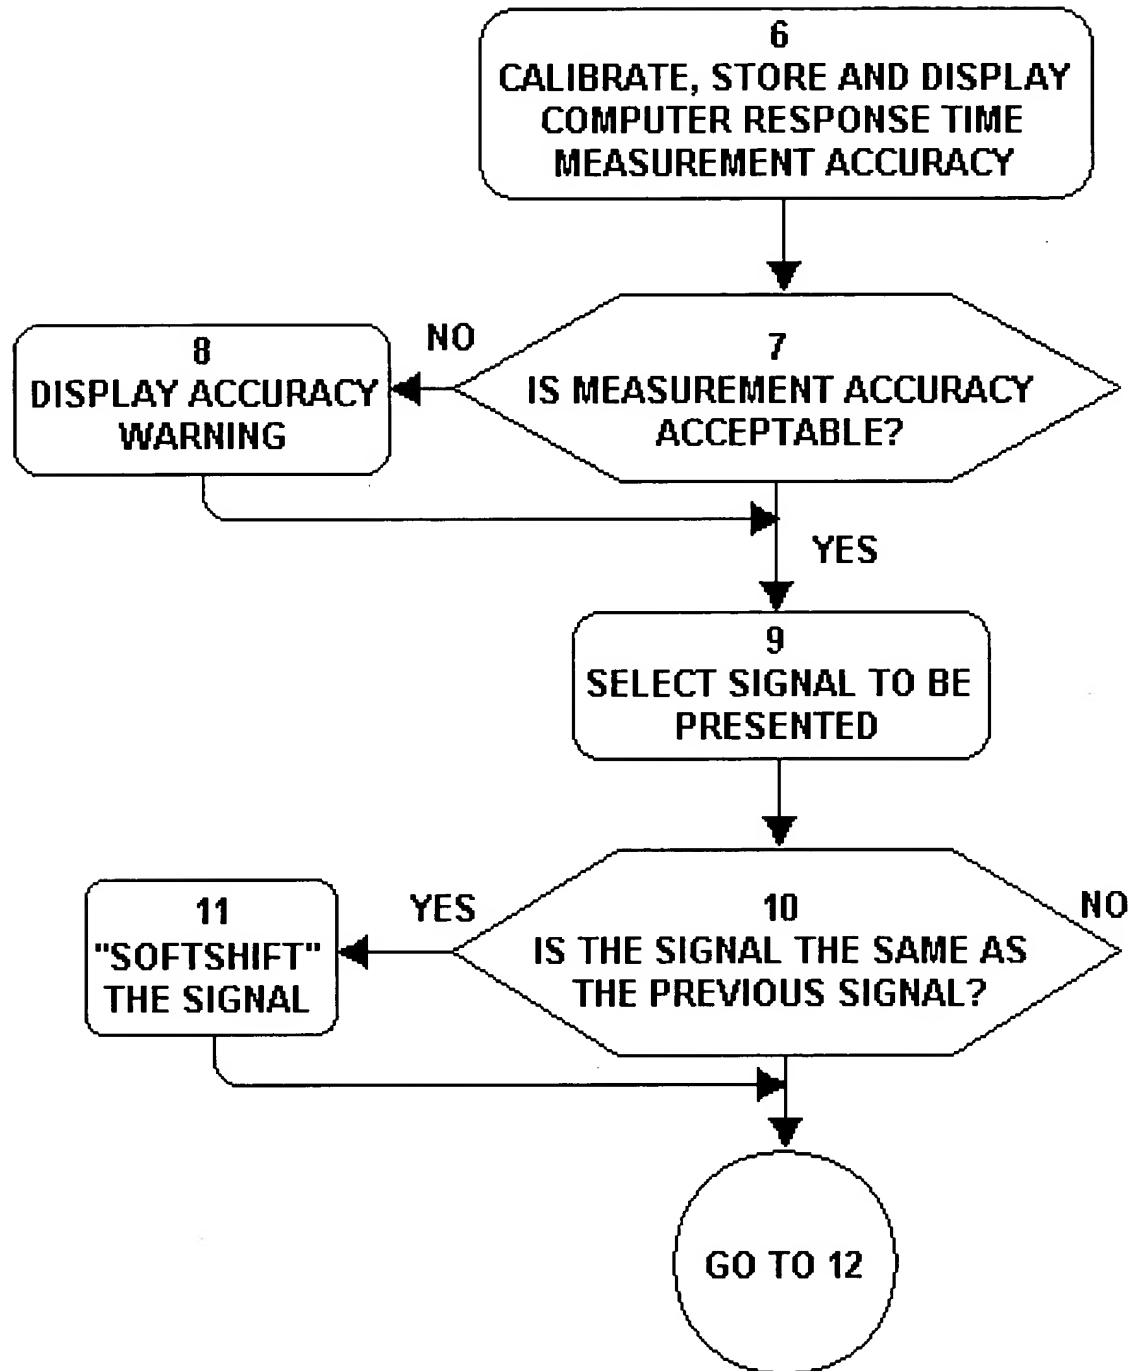 6
CALIBRATE, STORE AND DISPLAY
COMPUTER RESPONSE TIME
MEASUREMENT ACCURACY
NO
7
IS MEASUREMENT ACCURACY
ACCEPTABLE?
8
DISPLAY ACCURACY
WARNING
YES
9
SELECT SIGNAL TO BE
PRESENTED
YES
10
IS THE SIGNAL THE SAME AS
THE PREVIOUS SIGNAL?
NO
11
"SOFTSHIFT"
THE SIGNAL
GO TO 12